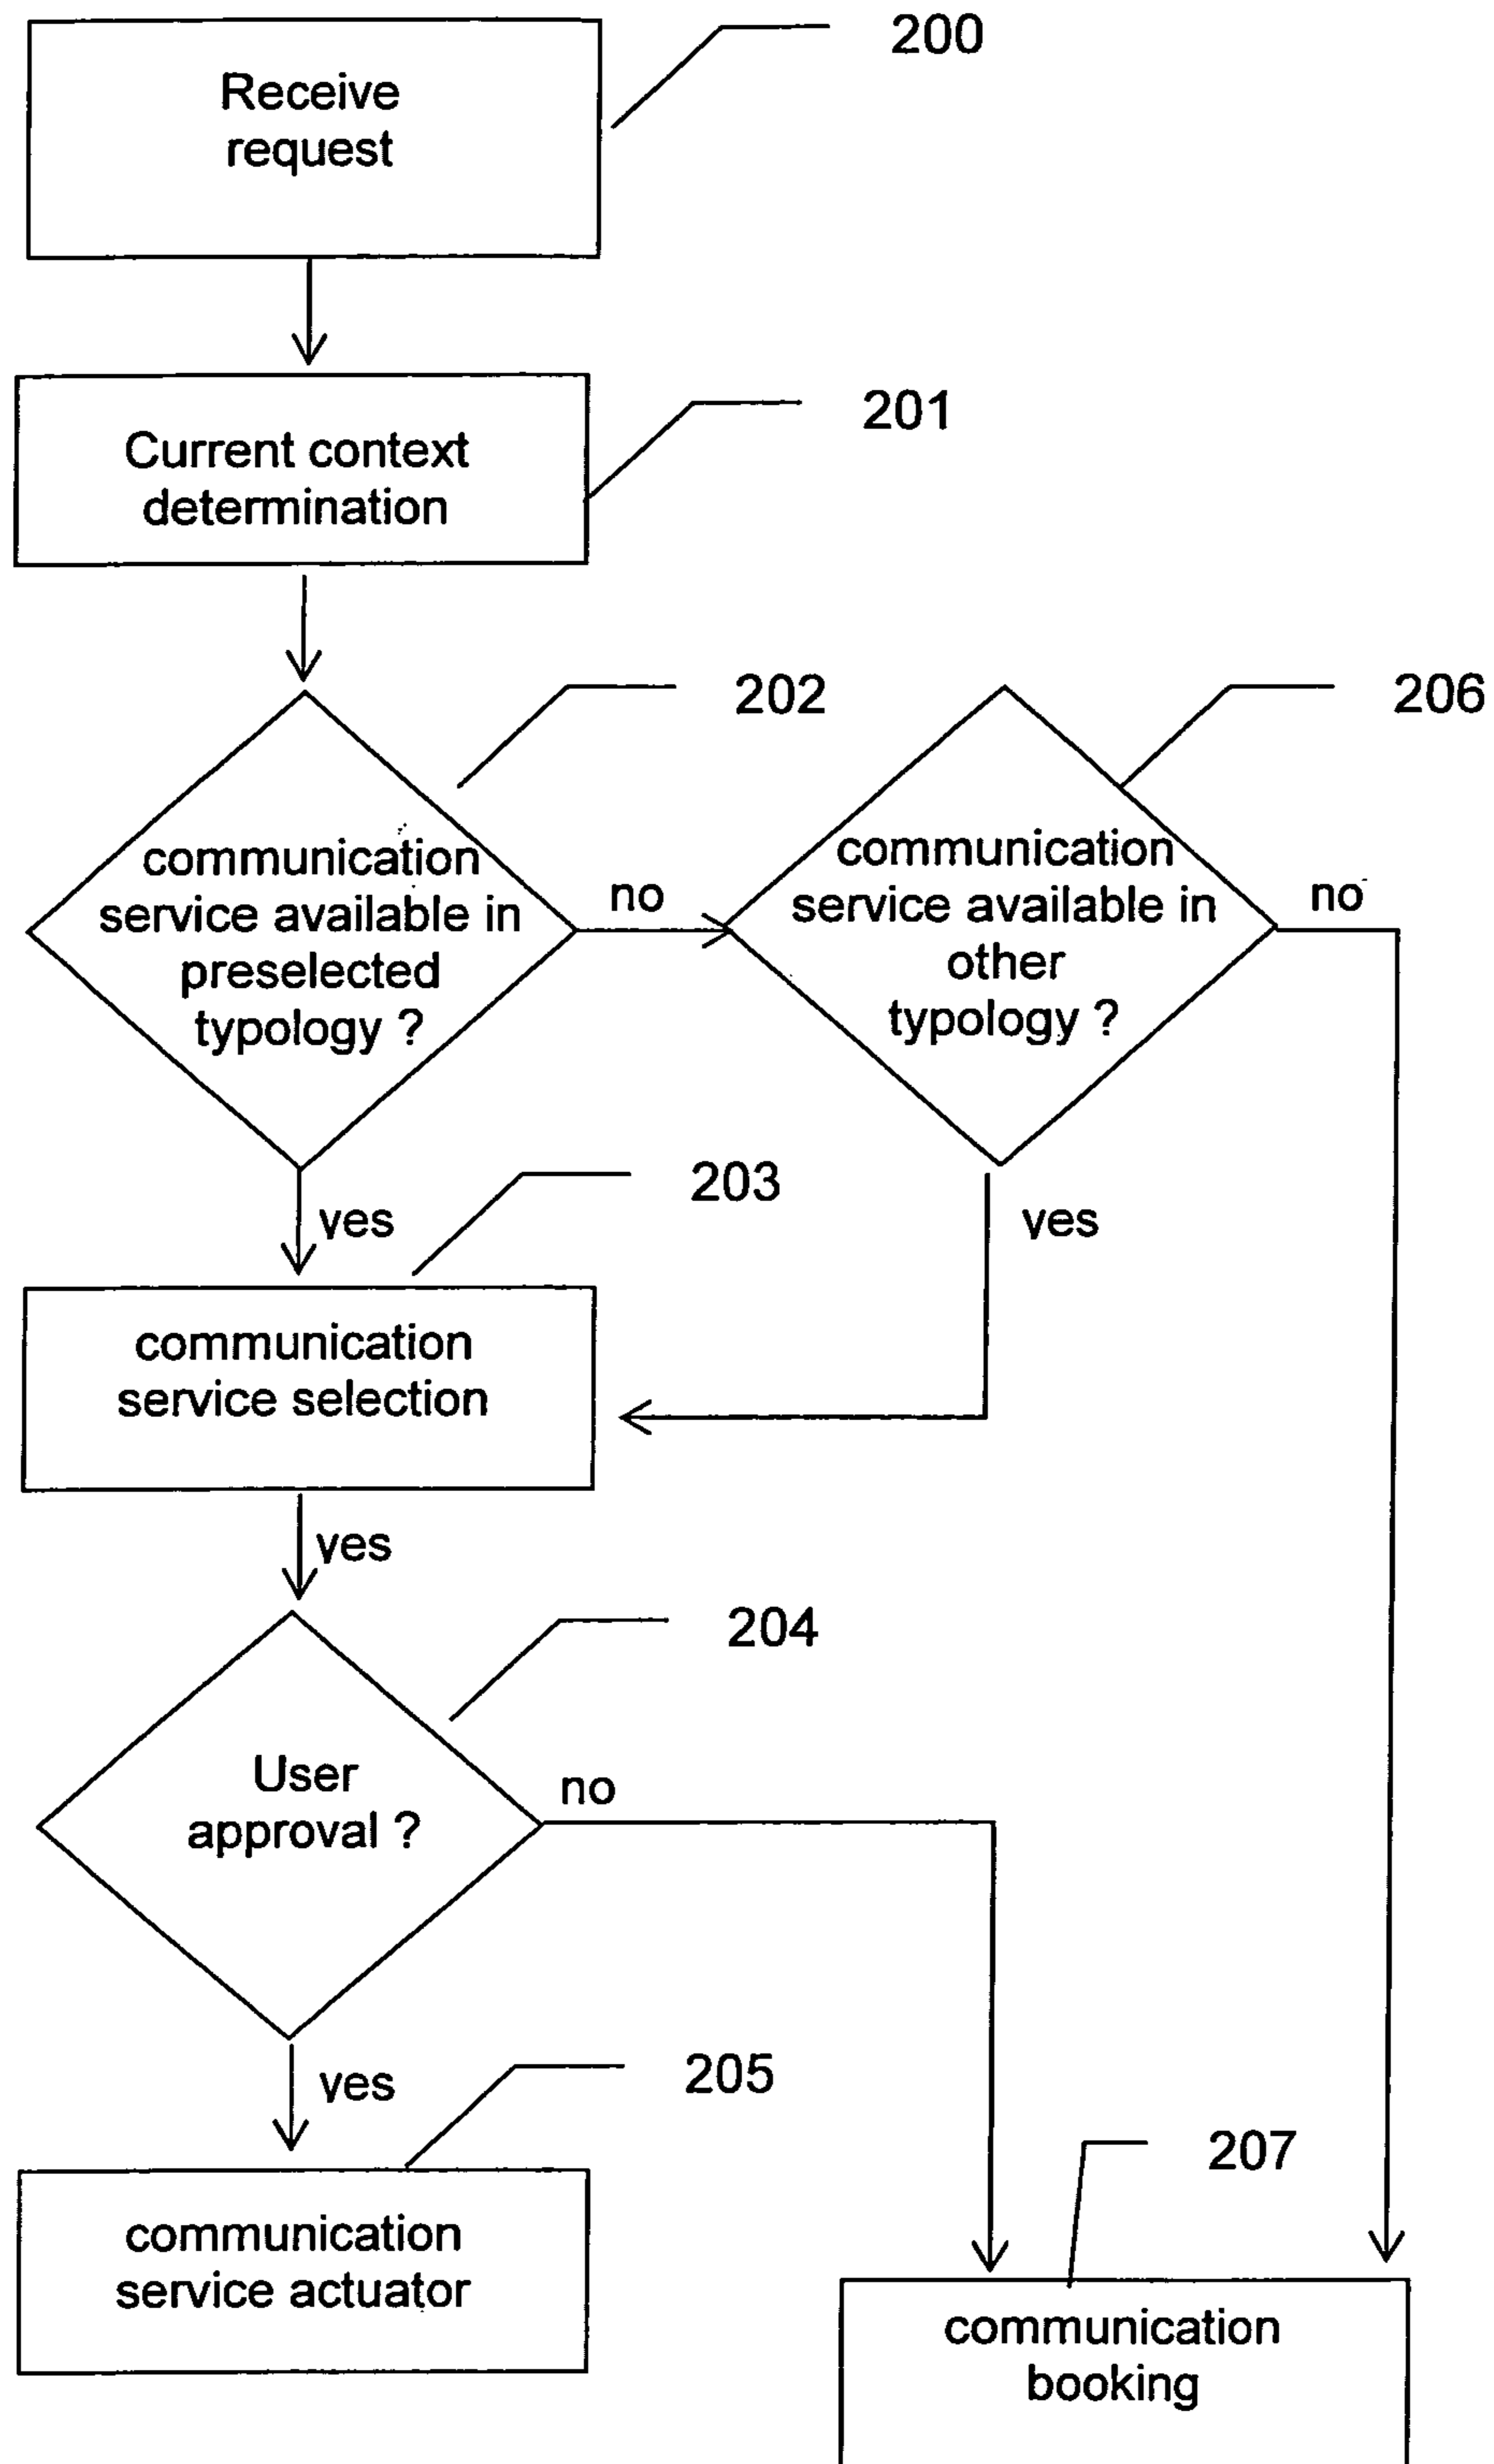 200
Receive
request
201
Current context
determination
202
206
communication
service available in
preselected
typology ?
no
communication
service available in
other
typology ?
no
203
yes
yes
communication
service selection
yes
204
User
approval ?
no
205
yes
207
communication
service actuator
communication
booking